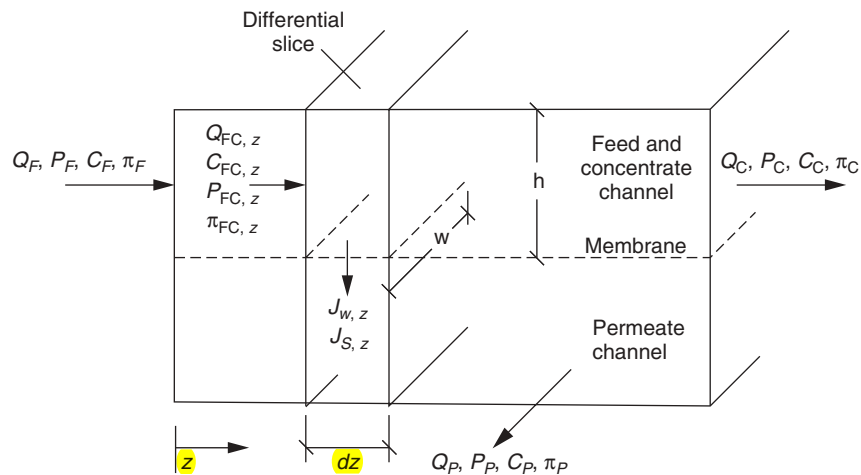 Differential
slice
Q_F, P_F, C_F, π_F
Q_FC, z
C_FC, z
P_FC, z
π_FC, z
h
w
Feed and
concentrate
channel
Q_C, P_C, C_C, π_C
Membrane
J_w, z
J_S, z
Permeate
channel
z
dz
Q_P, P_P, C_P, π_P